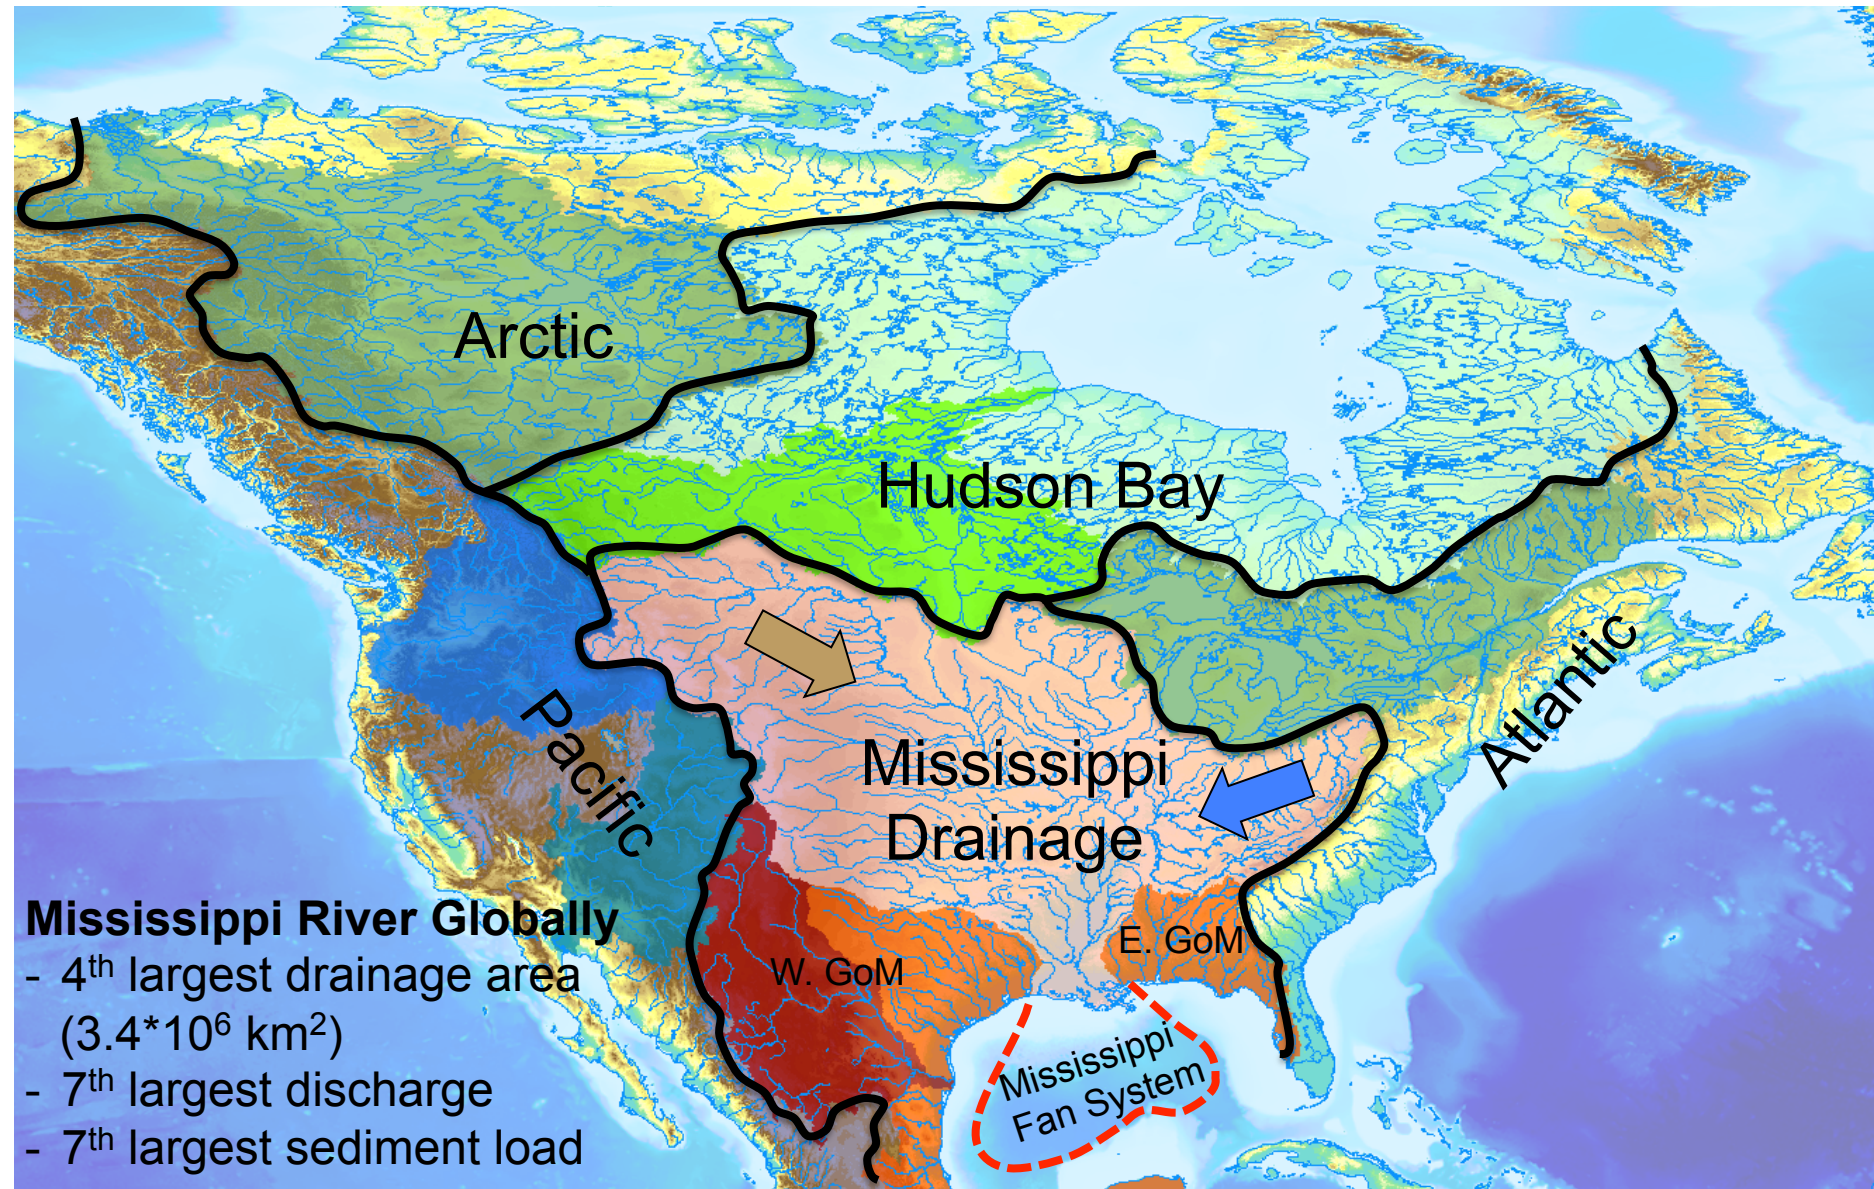 Arctic
Hudson Bay
Pacific
Atlantic
Mississippi
Drainage
W. GoM
E. GoM
Mississippi
Fan System
Mississippi River Globally
- 4th largest drainage area
(3.4*10⁶ km²)
- 7th largest discharge
- 7th largest sediment load